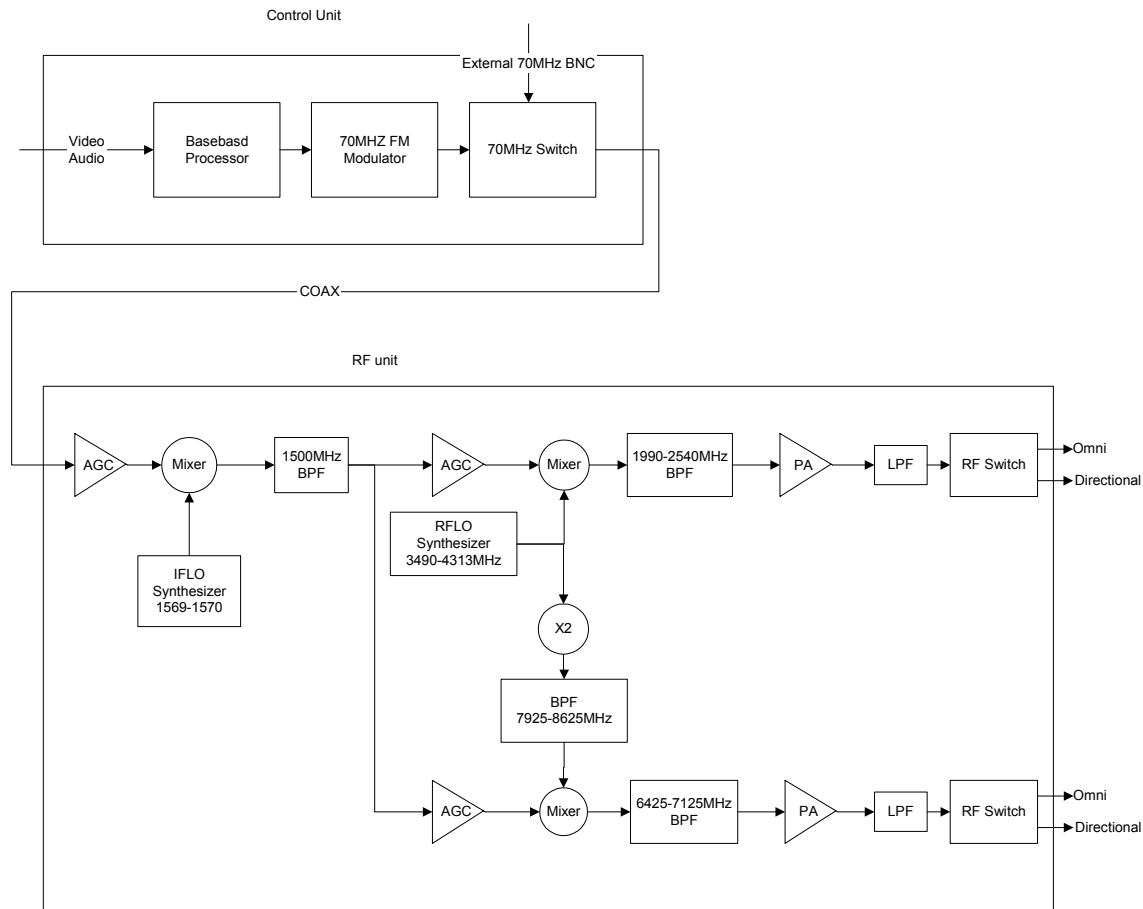 Control Unit
External 70MHz BNC
Video
Audio
Basebasd
Processor
70MHZ FM
Modulator
70MHz Switch
COAX
RF unit
AGC
Mixer
1500MHz
BPF
AGC
Mixer
1990-2540MHz
BPF
PA
LPF
RF Switch
Omni
Directional
IFLO
Synthesizer
1569-1570
RFLO
Synthesizer
3490-4313MHz
X2
BPF
7925-8625MHz
AGC
Mixer
6425-7125MHz
BPF
PA
LPF
RF Switch
Omni
Directional